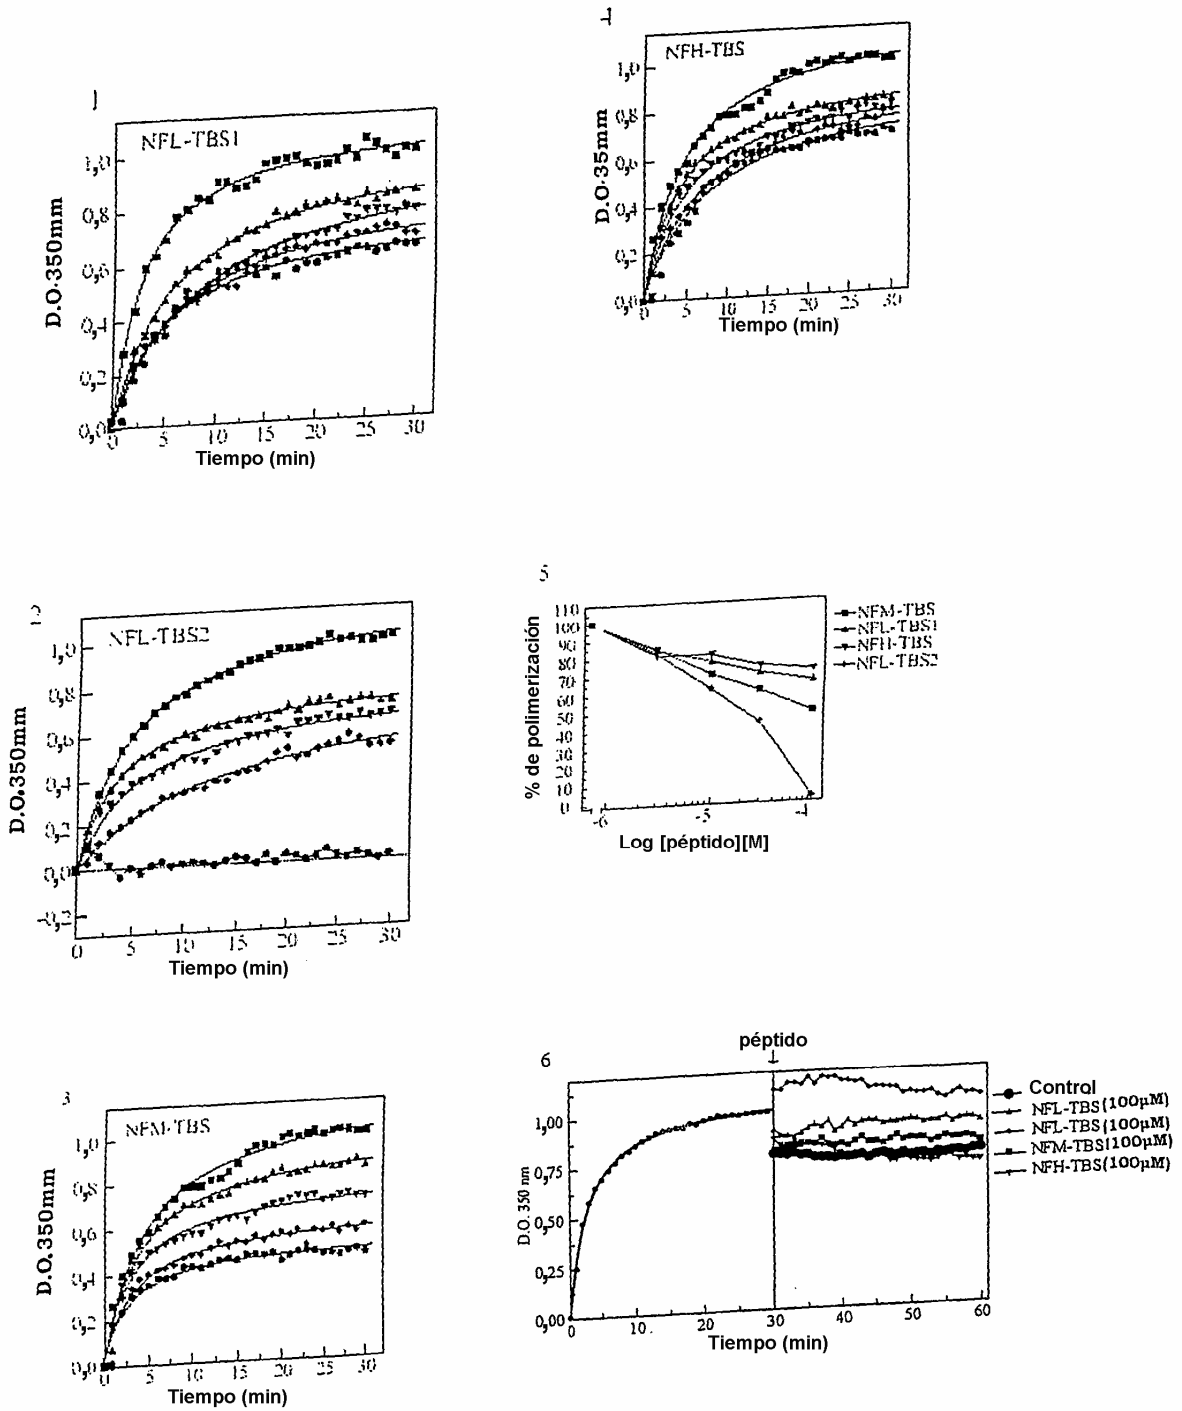 1
NFL-TBS1
1,0
0,8
0,6
0,4
0,2
0,0
D.O.350mm
0 5 10 15 20 25 30
Tiempo (min)
4
NFH-TBS
1,0
0,8
0,6
0,4
0,2
0,0
D.O.35mm
0 5 10 15 20 25 30
Tiempo (min)
2
NFL-TBS2
1,0
0,8
0,6
0,4
0,2
0,0
-0,2
D.O.350mm
0 5 10 15 20 25 30
Tiempo (min)
5
110
100
90
80
70
60
50
40
30
20
10
0
% de polimerización
-6 -5 -4
Log [péptido][M]
NFM-TBS
NFL-TBS1
NFH-TBS
NFL-TBS2
3
NFM-TBS
1,0
0,8
0,6
0,4
0,2
0,0
D.O.350mm
0 5 10 15 20 25 30
Tiempo (min)
6
péptido
1,00
0,75
0,50
0,25
0,00
D.O. 350 nm
0 10 20 30 40 50 60
Tiempo (min)
Control
NFL-TBS(100µM)
NFL-TBS(100µM)
NFM-TBS(100µM)
NFH-TBS(100µM)